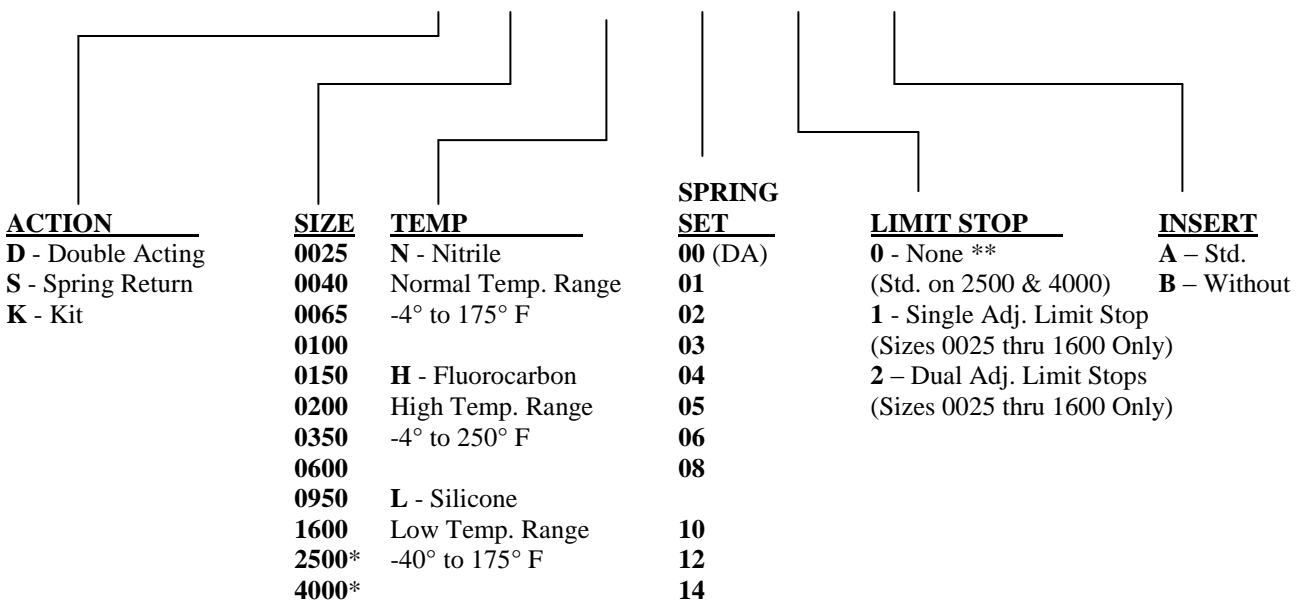 SPRING
ACTION SIZE TEMP SET LIMIT STOP INSERT
D - Double Acting 0025 N - Nitrile 00 (DA) 0 - None ** A – Std.
S - Spring Return 0040 Normal Temp. Range 01 (Std. on 2500 & 4000) B – Without
K - Kit 0065 -4° to 175° F 02 1 - Single Adj. Limit Stop
0100 03 (Sizes 0025 thru 1600 Only)
0150 H - Fluorocarbon 04 2 – Dual Adj. Limit Stops
0200 High Temp. Range 05 (Sizes 0025 thru 1600 Only)
0350 -4° to 250° F 06
0600 08
0950 L - Silicone
1600 Low Temp. Range 10
2500* -40° to 175° F 12
4000* 14